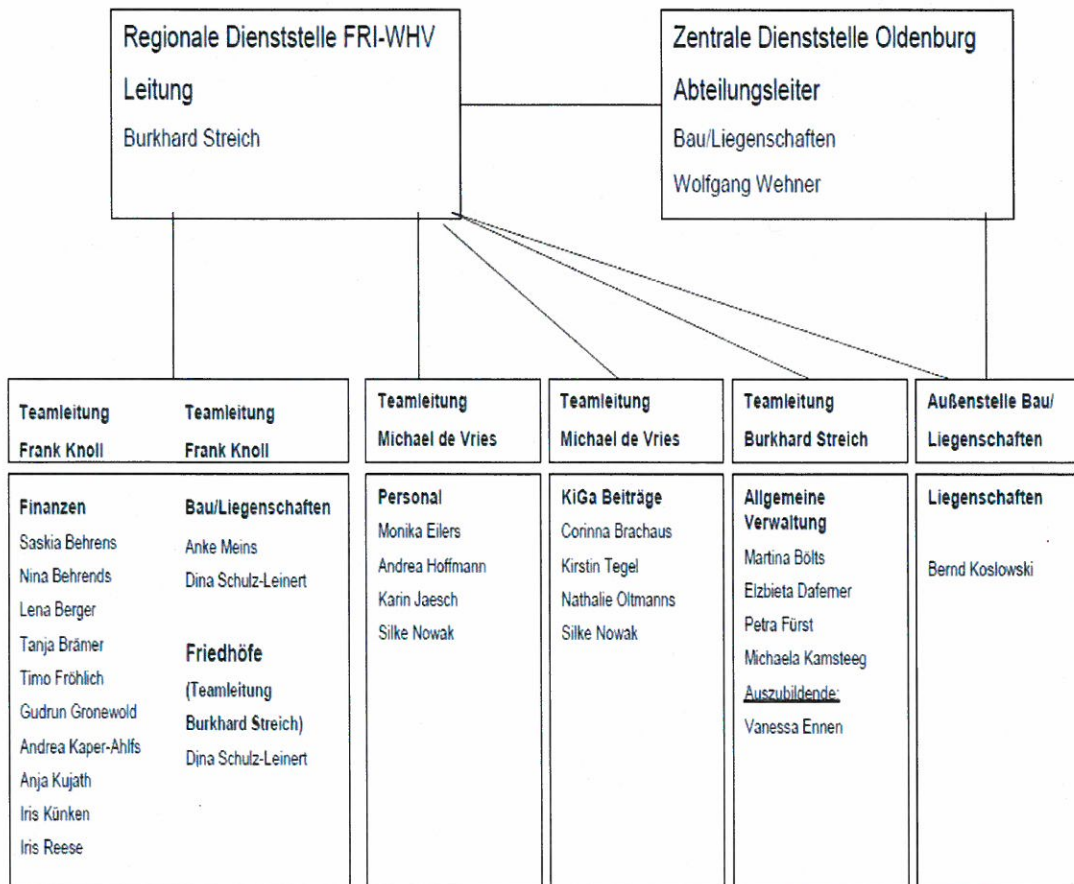 Regionale Dienststelle FRI-WHV
Leitung
Burkhard Streich
Zentrale Dienststelle Oldenburg
Abteilungsleiter
Bau/Liegenschaften
Wolfgang Wehner
Teamleitung
Frank Knoll
Teamleitung
Frank Knoll
Teamleitung
Michael de Vries
Teamleitung
Michael de Vries
Teamleitung
Burkhard Streich
Außenstelle Bau/
Liegenschaften
Finanzen
Saskia Behrens
Nina Behrends
Lena Berger
Tanja Brämer
Timo Fröhlich
Gudrun Gronewold
Andrea Kaper-Ahlfs
Anja Kujath
Iris Künken
Iris Reese
Bau/Liegenschaften
Anke Meins
Dina Schulz-Leinert
Friedhöfe
(Teamleitung
Burkhard Streich)
Dina Schulz-Leinert
Personal
Monika Eilers
Andrea Hoffmann
Karin Jaesch
Silke Nowak
KiGa Beiträge
Corinna Brachaus
Kirstin Tegel
Nathalie Oltmanns
Silke Nowak
Allgemeine
Verwaltung
Martina Bölts
Elzbieta Daferner
Petra Fürst
Michaela Kamsteeg
Auszubildende:
Vanessa Ennen
Liegenschaften
Bernd Koslowski